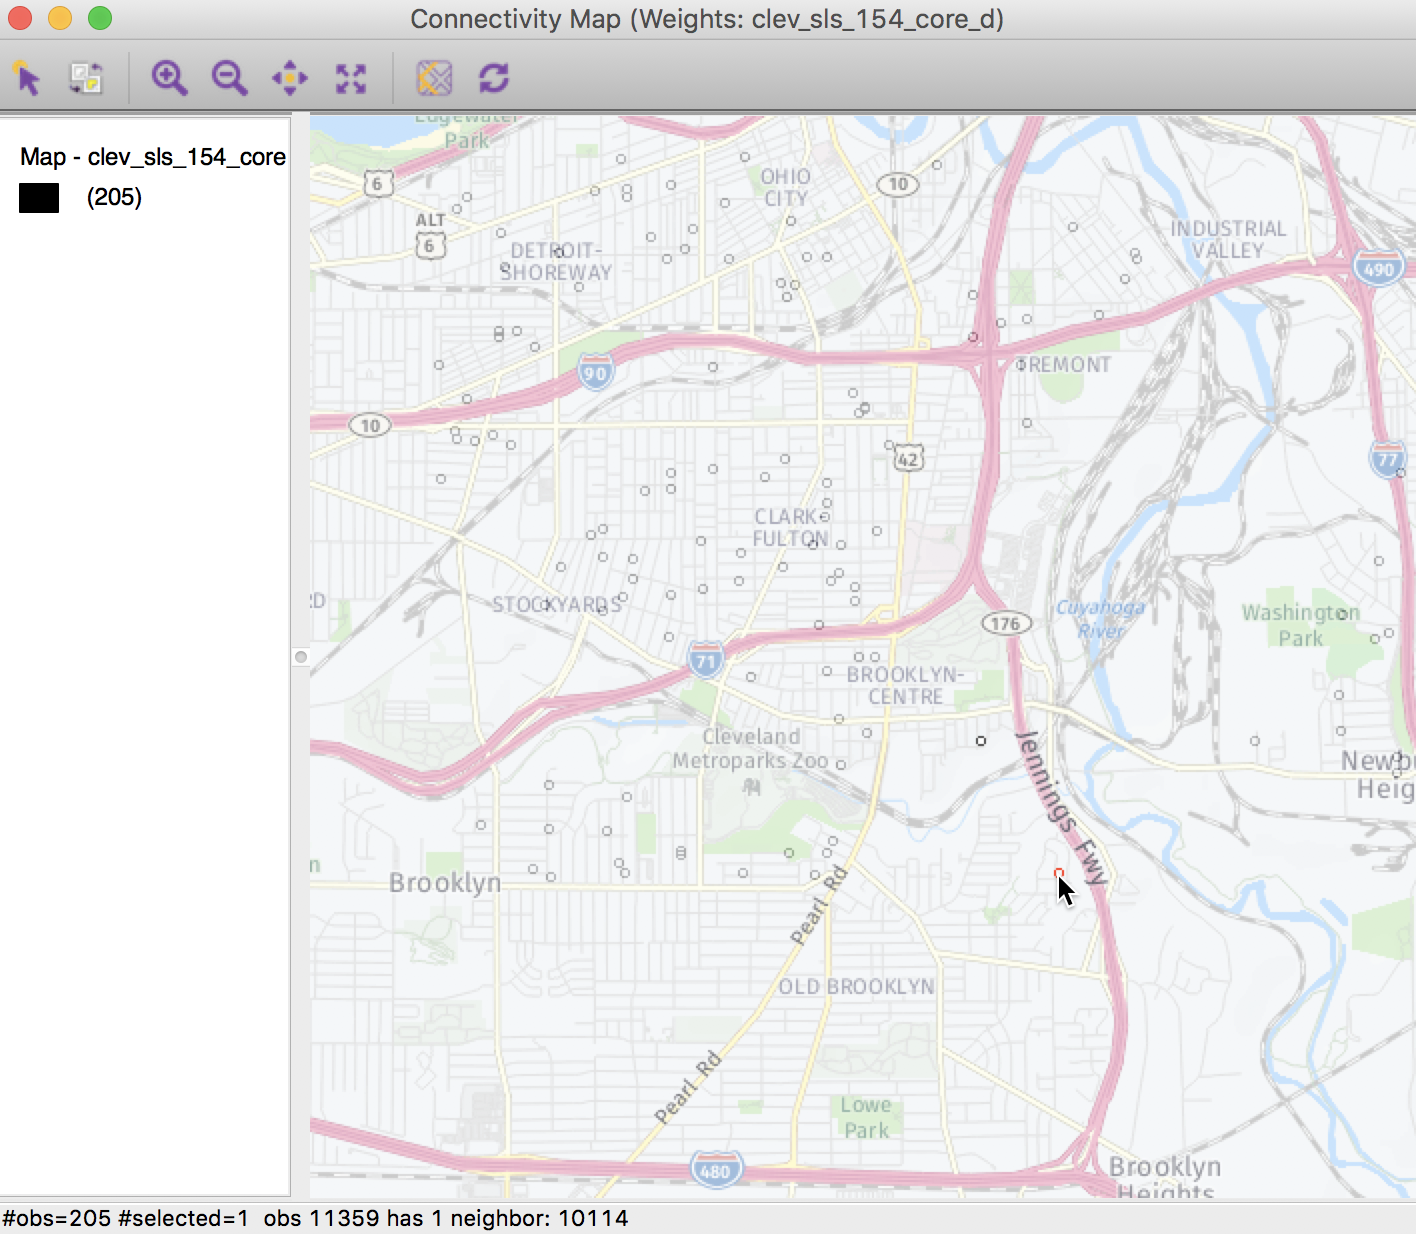 Connectivity Map (Weights: clev_sls_154_core_d)
Map - clev_sls_154_core
(205)
Edgewater
Park
6
ALT
6
OHIO
CITY
10
INDUSTRIAL
VALLEY
490
DETROIT-
SHOREWAY
90
TREMONT
10
42
77
CLARK-
FULTON
STOCKYARDS
Cuyahoga
River
Washington
Park
176
71
BROOKLYN-
CENTRE
Cleveland
Metroparks Zoo
Jennings Fwy
Brooklyn
Pearl Rd
OLD BROOKLYN
Pearl Rd
Lowe
Park
480
Brooklyn
Heights
#obs=205 #selected=1 obs 11359 has 1 neighbor: 10114